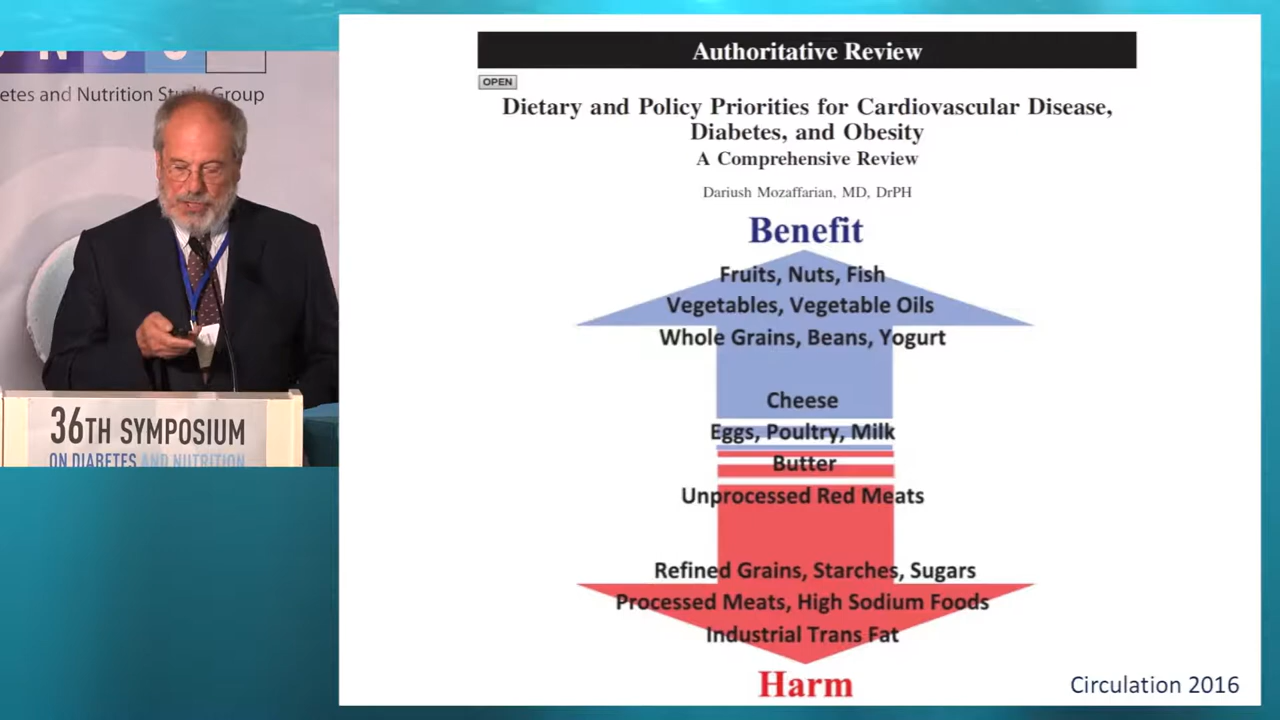 etes and Nutrition Study Group
36TH SYMPOSIUM
ON DIABETES AND NUTRITION
Authoritative Review
OPEN
Dietary and Policy Priorities for Cardiovascular Disease,
Diabetes, and Obesity
A Comprehensive Review
Dariush Mozaffarian, MD, DrPH
Benefit
Fruits, Nuts, Fish
Vegetables, Vegetable Oils
Whole Grains, Beans, Yogurt
Cheese
Eggs, Poultry, Milk
Butter
Unprocessed Red Meats
Refined Grains, Starches, Sugars
Processed Meats, High Sodium Foods
Industrial Trans Fat
Harm
Circulation 2016